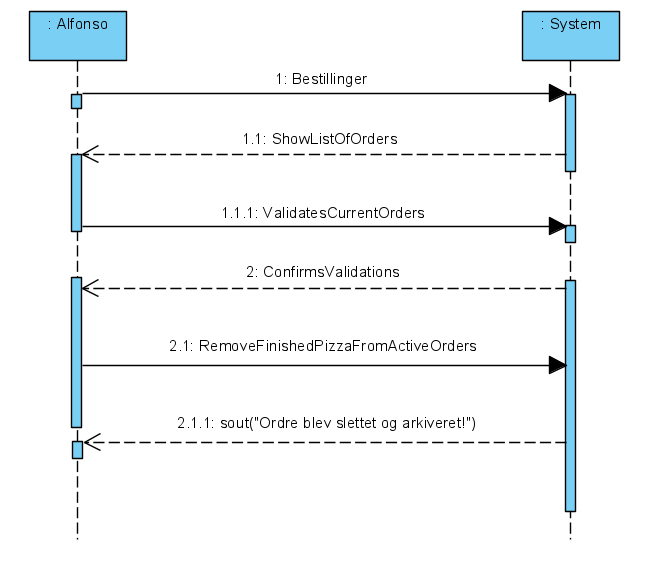 : Alfonso
: System
1: Bestillinger
1.1: ShowListOfOrders
1.1.1: ValidatesCurrentOrders
2: ConfirmsValidations
2.1: RemoveFinishedPizzaFromActiveOrders
2.1.1: sout("Ordre blev slettet og arkiveret!")